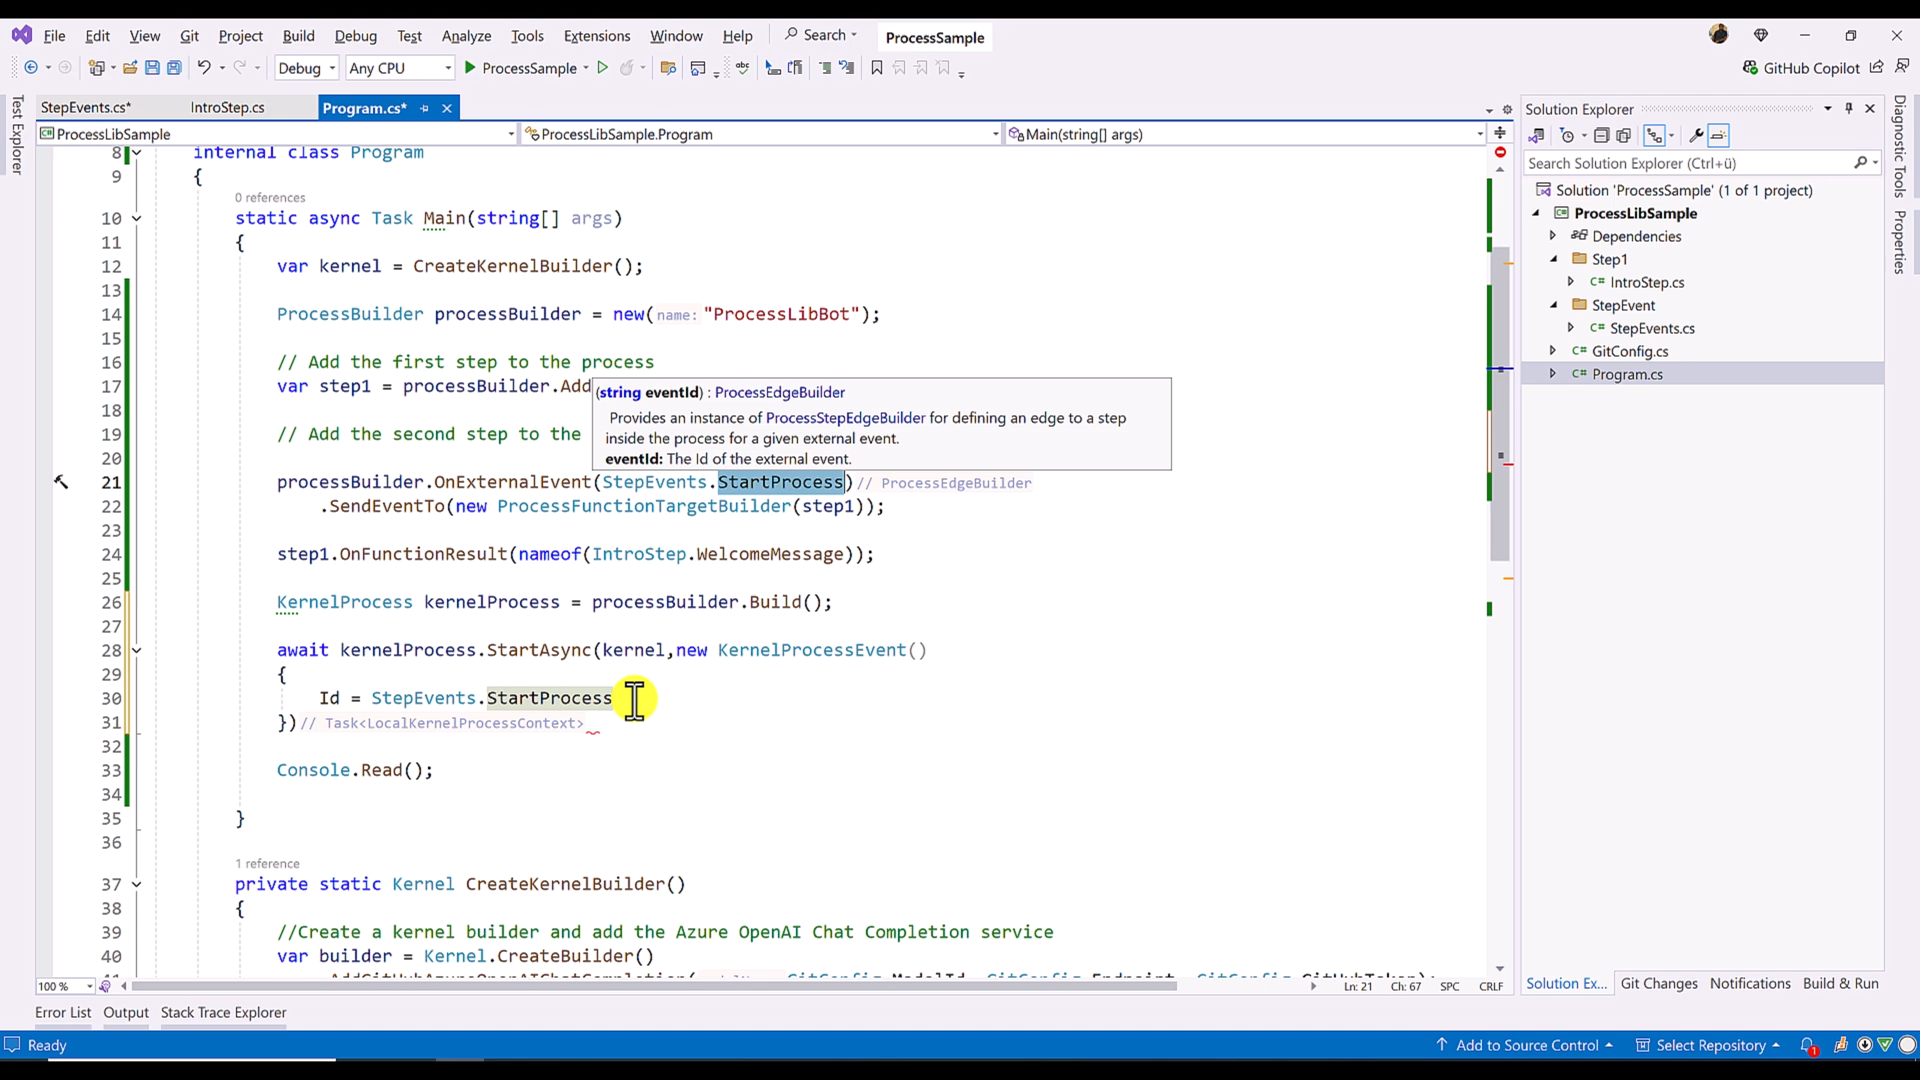 File Edit View Git Project Build Debug Test Analyze Tools Extensions Window Help Search ProcessSample
Debug Any CPU ProcessSample GitHub Copilot
StepEvents.cs* IntroStep.cs Program.cs*
ProcessLibSample ProcessLibSample.Program Main(string[] args)
8 internal class Program
9 {
0 references
10 static async Task Main(string[] args)
11 {
12 var kernel = CreateKernelBuilder();
13
14 ProcessBuilder processBuilder = new(name: "ProcessLibBot");
15
16 // Add the first step to the process
17 var step1 = processBuilder.Add
(string eventId) : ProcessEdgeBuilder
Provides an instance of ProcessStepEdgeBuilder for defining an edge to a step
inside the process for a given external event.
eventId: The Id of the external event.
18
19 // Add the second step to the
20
21 processBuilder.OnExternalEvent(StepEvents.StartProcess) // ProcessEdgeBuilder
22 .SendEventTo(new ProcessFunctionTargetBuilder(step1));
23
24 step1.OnFunctionResult(nameof(IntroStep.WelcomeMessage));
25
26 KernelProcess kernelProcess = processBuilder.Build();
27
28 await kernelProcess.StartAsync(kernel,new KernelProcessEvent()
29 {
30 Id = StepEvents.StartProcess
31 }) // Task<LocalKernelProcessContext>
32
33 Console.Read();
34
35 }
36
1 reference
37 private static Kernel CreateKernelBuilder()
38 {
39 //Create a kernel builder and add the Azure OpenAI Chat Completion service
40 var builder = Kernel.CreateBuilder()
100 % Ln: 21 Ch: 67 SPC CRLF
Error List Output Stack Trace Explorer
Test Explorer
Solution Explorer
Search Solution Explorer (Ctrl+ü)
Solution 'ProcessSample' (1 of 1 project)
ProcessLibSample
Dependencies
Step1
C# IntroStep.cs
StepEvent
C# StepEvents.cs
C# GitConfig.cs
C# Program.cs
Solution Ex... Git Changes Notifications Build & Run
Diagnostic Tools
Properties
Ready Add to Source Control Select Repository 1